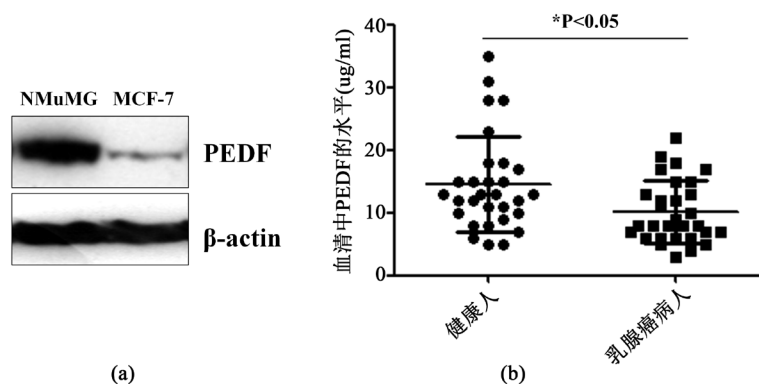 NMuMG MCF-7
PEDF
β-actin
(a)
*P<0.05
血清中PEDF的水平(ug/ml)
40
30
20
10
0
健康人
乳腺癌病人
(b)